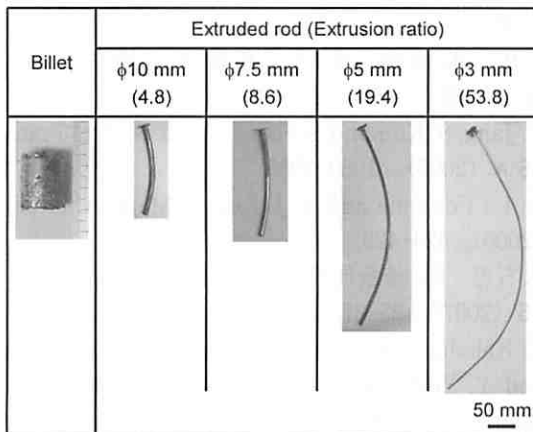 Extruded rod (Extrusion ratio)
Billet
ϕ10 mm
(4.8)
ϕ7.5 mm
(8.6)
ϕ5 mm
(19.4)
ϕ3 mm
(53.8)
50 mm